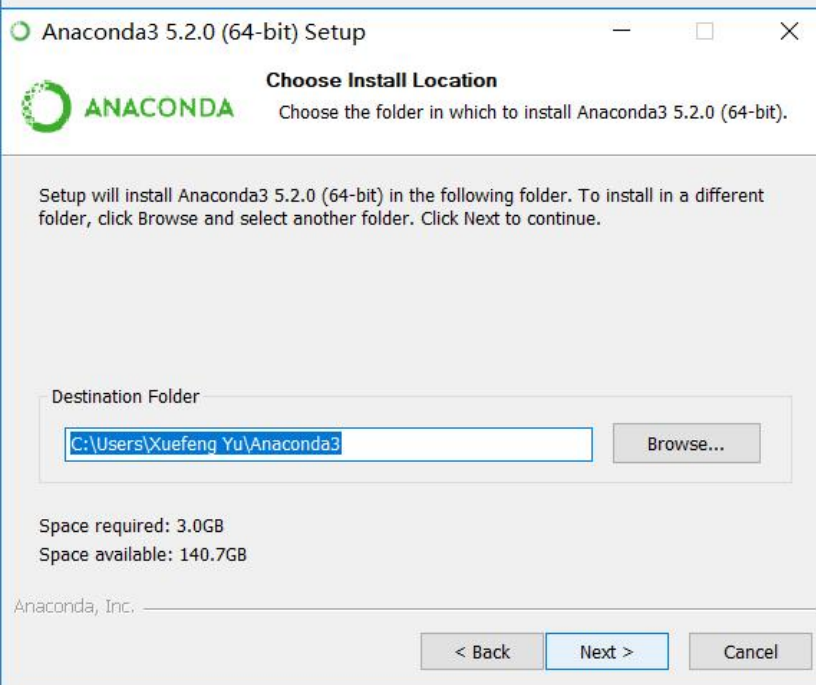 Anaconda3 5.2.0 (64-bit) Setup
ANACONDA
Choose Install Location
Choose the folder in which to install Anaconda3 5.2.0 (64-bit).
Setup will install Anaconda3 5.2.0 (64-bit) in the following folder. To install in a different
folder, click Browse and select another folder. Click Next to continue.
Destination Folder
C:\Users\Xuefeng Yu\Anaconda3
Browse...
Space required: 3.0GB
Space available: 140.7GB
Anaconda, Inc.
< Back
Next >
Cancel